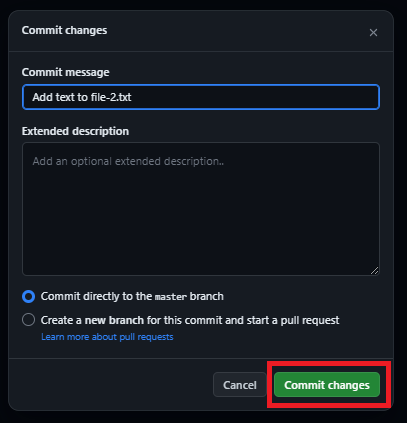 Commit changes
Commit message
Add text to file-2.txt
Extended description
Add an optional extended description..
Commit directly to the master branch
Create a new branch for this commit and start a pull request
Learn more about pull requests
Cancel
Commit changes